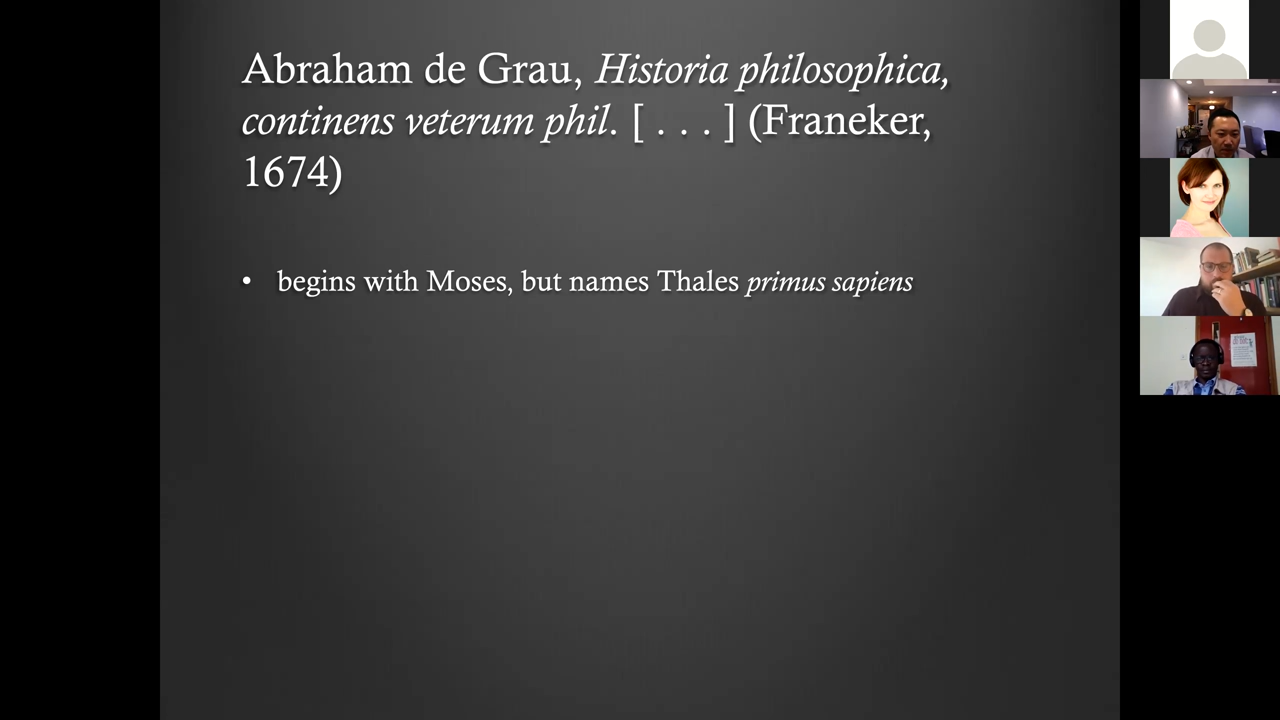 Abraham de Grau, Historia philosophica,
continens veterum phil. [ . . . ] (Franeker,
1674)
• begins with Moses, but names Thales primus sapiens